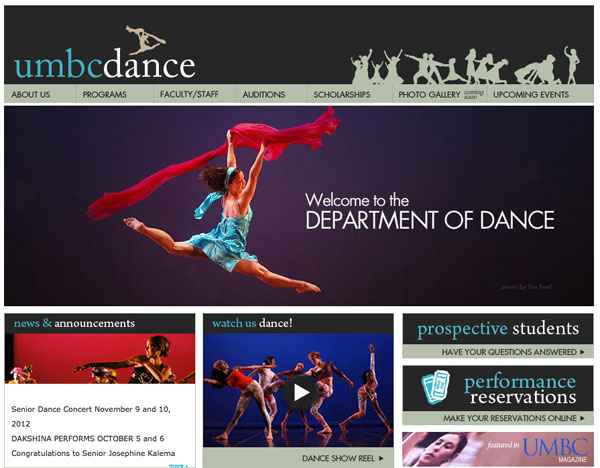 umbcdance
ABOUT US
PROGRAMS
FACULTY/STAFF
AUDITIONS
SCHOLARSHIPS
PHOTO GALLERY coming soon
UPCOMING EVENTS
Welcome to the
DEPARTMENT OF DANCE
photo by Tim Ford
news & announcements
Senior Dance Concert November 9 and 10,
2012
DAKSHINA PERFORMS OCTOBER 5 and 6
Congratulations to Senior Josephine Kalema
more
watch us dance!
DANCE SHOW REEL
prospective students
HAVE YOUR QUESTIONS ANSWERED
performance
reservations
MAKE YOUR RESERVATIONS ONLINE
featured in UMBC
MAGAZINE